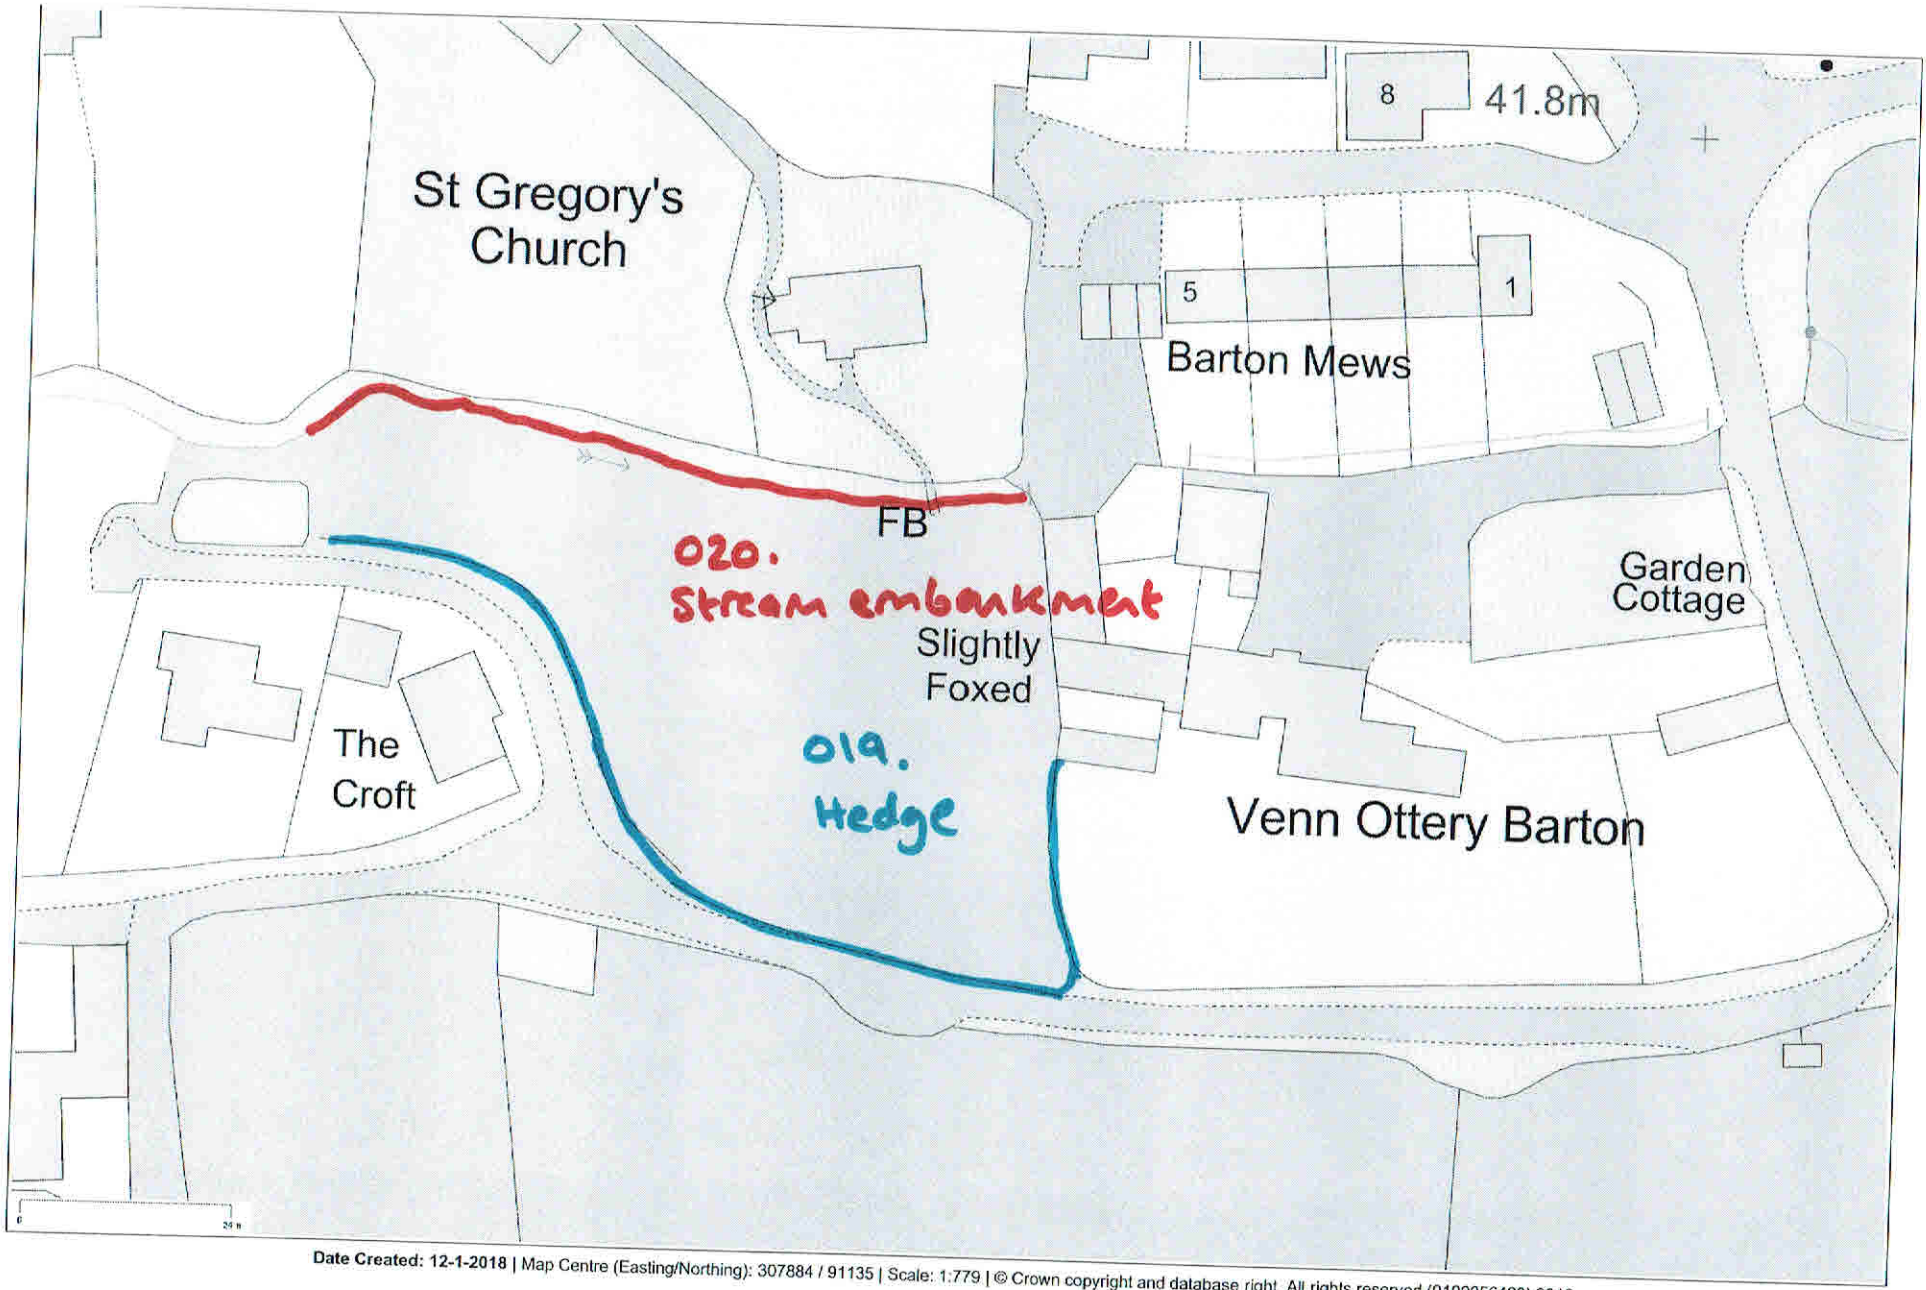 8
41.8m
St Gregory's
Church
5
1
Barton Mews
FB
020.
Stream embankment
Garden
Cottage
Slightly
Foxed
019.
Hedge
The
Croft
Venn Ottery Barton
0
24 m
Date Created: 12-1-2018 | Map Centre (Easting/Northing): 307884 / 91135 | Scale: 1:779 | © Crown copyright and database right. All rights reserved